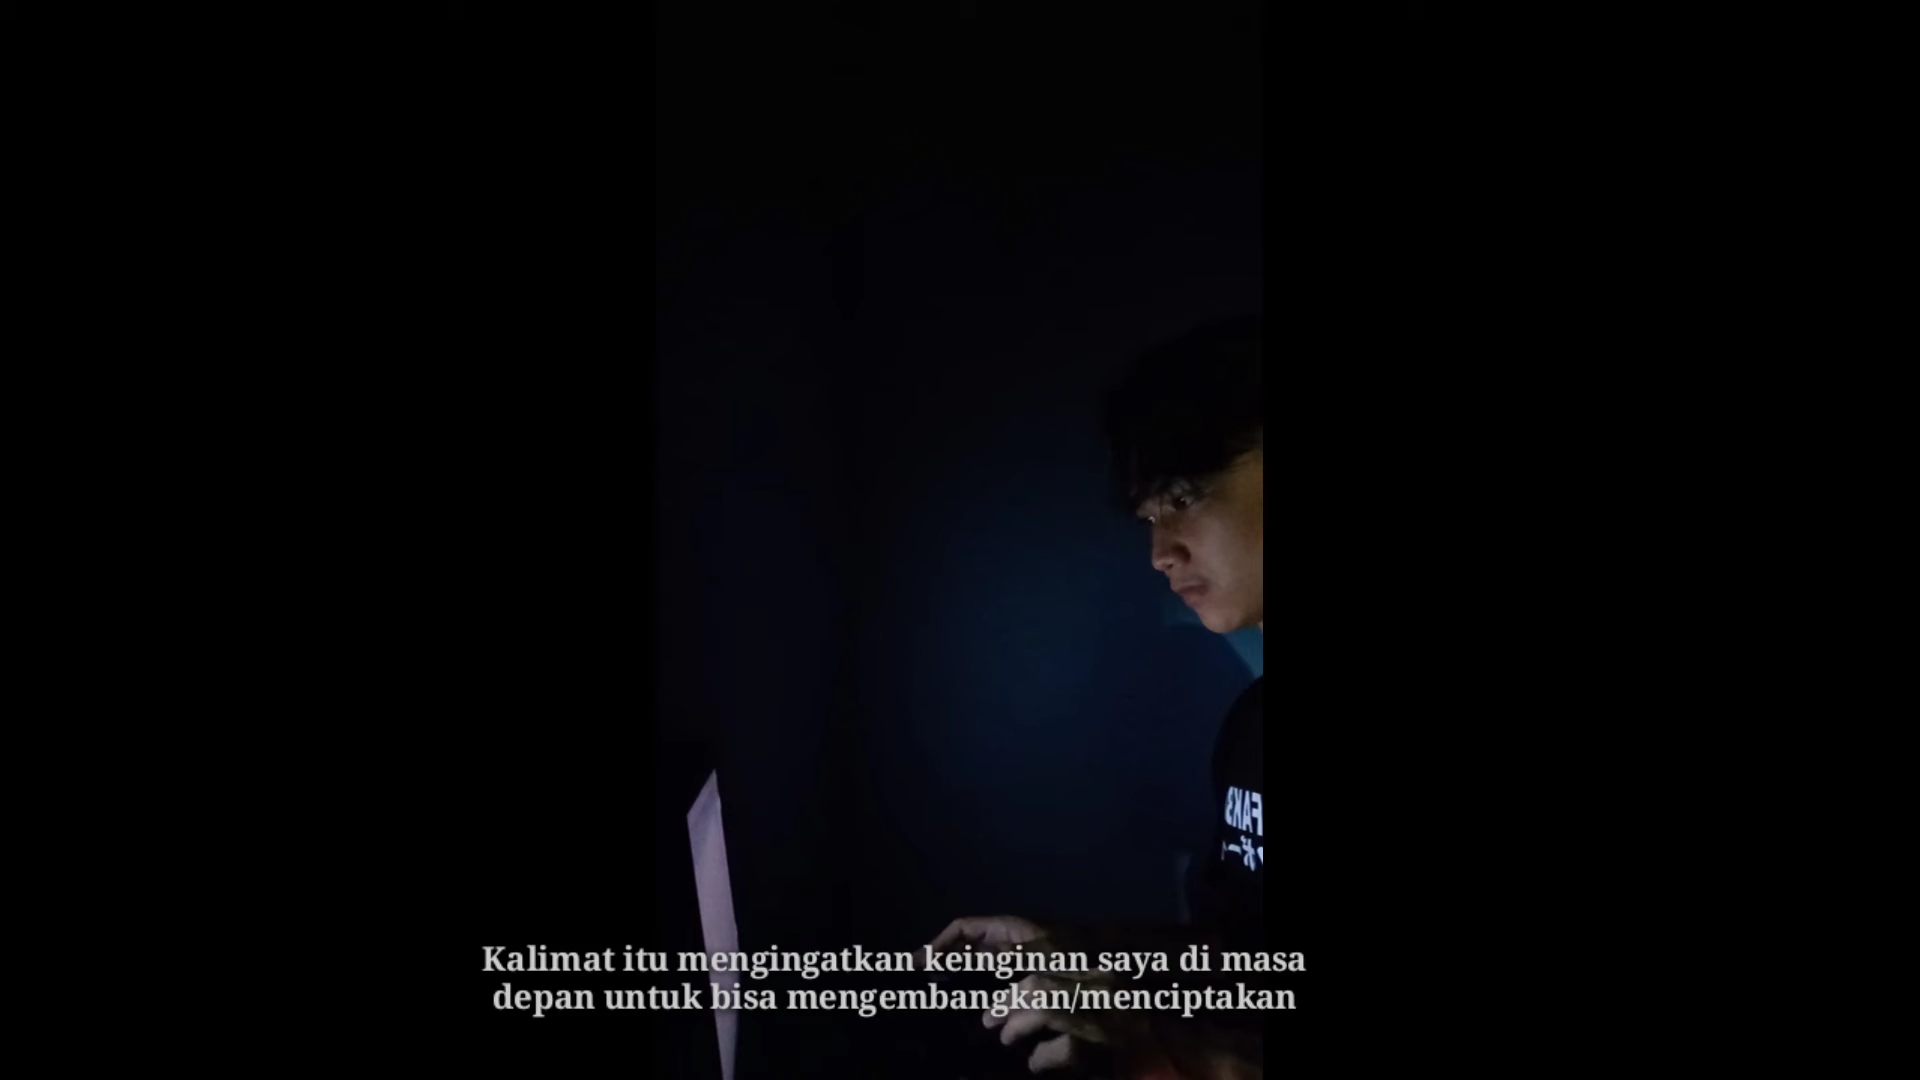 Kalimat itu mengingatkan keinginan saya di masa
depan untuk bisa mengembangkan/menciptakan